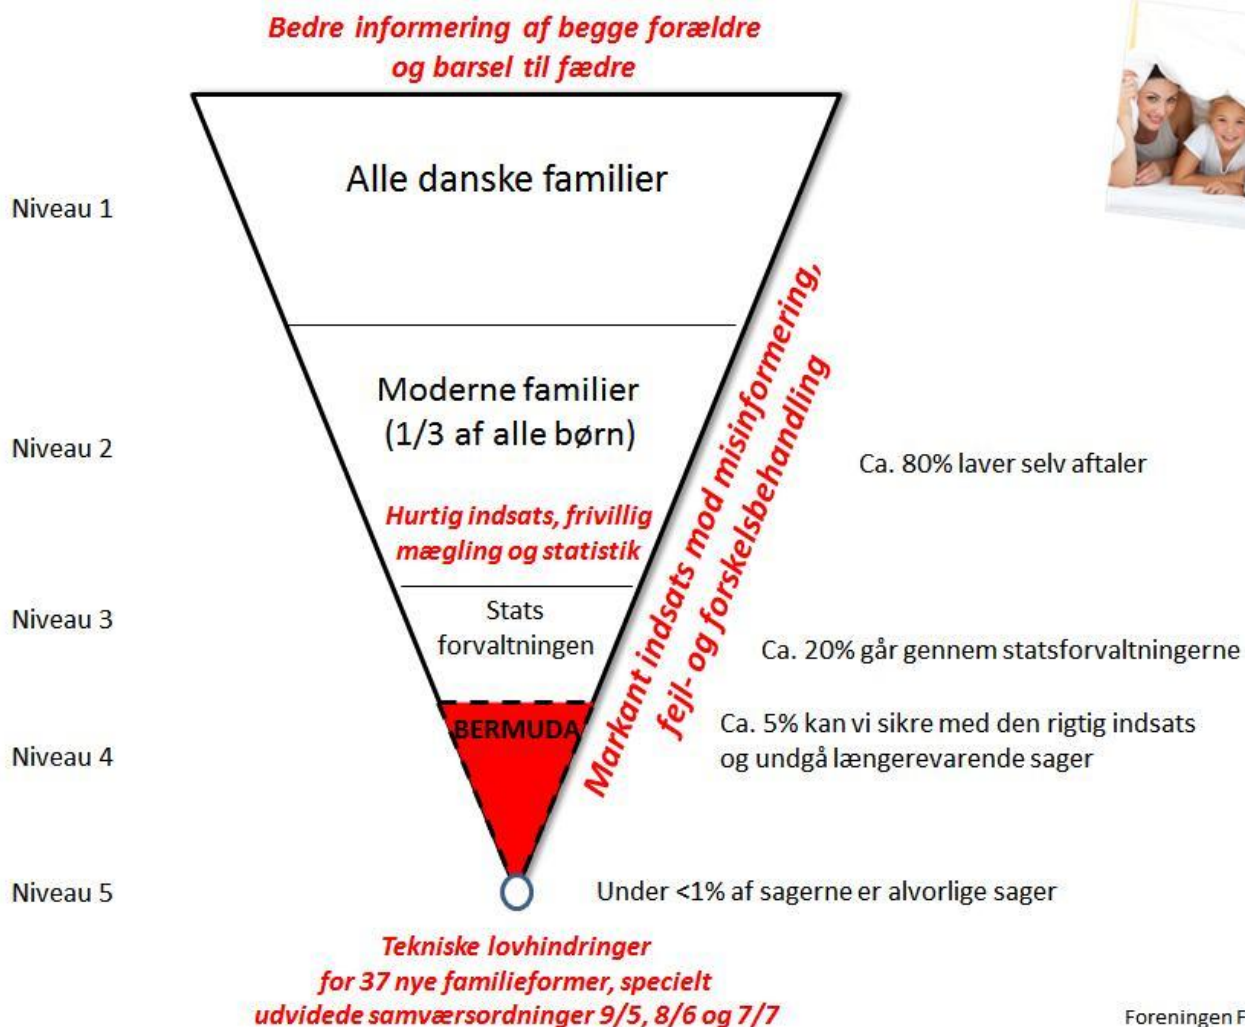 Bedre informering af begge forældre
og barsel til fædre
Alle danske familier
Niveau 1
Moderne familier
(1/3 af alle børn)
Niveau 2
Ca. 80% laver selv aftaler
Hurtig indsats, frivillig
mægling og statistik
Markant indsats mod misinformering,
fejl- og forskelsbehandling
Niveau 3
Stats
forvaltningen
Ca. 20% går gennem statsforvaltningerne
BERMUDA
Niveau 4
Ca. 5% kan vi sikre med den rigtig indsats
og undgå længerevarende sager
Niveau 5
Under <1% af sagerne er alvorlige sager
Tekniske lovhindringer
for 37 nye familieformer, specielt
udvidede samværsordninger 9/5, 8/6 og 7/7
Foreningen F